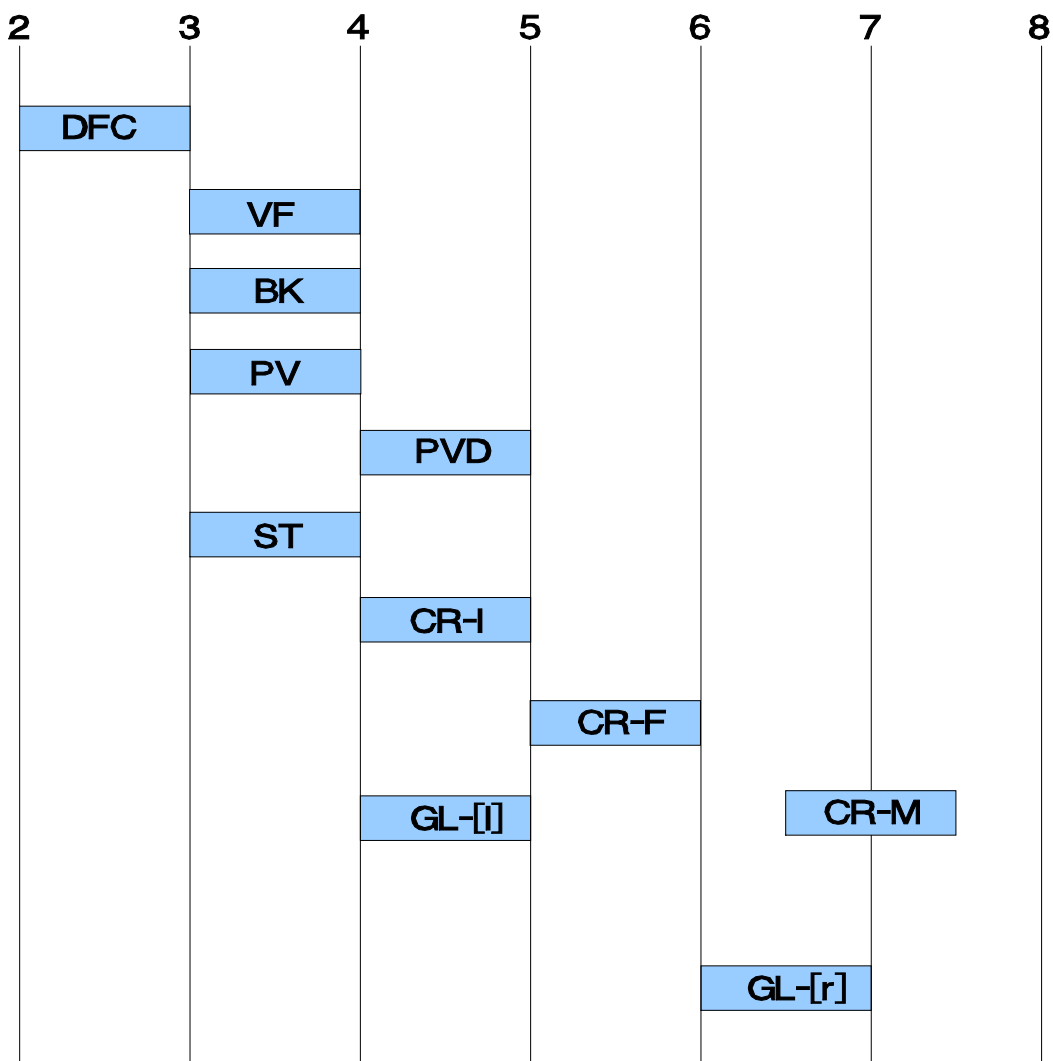 2 3 4 5 6 7 8
DFC
VF
BK
PV
PVD
ST
CR-I
CR-F
CR-M
GL-[l]
GL-[r]